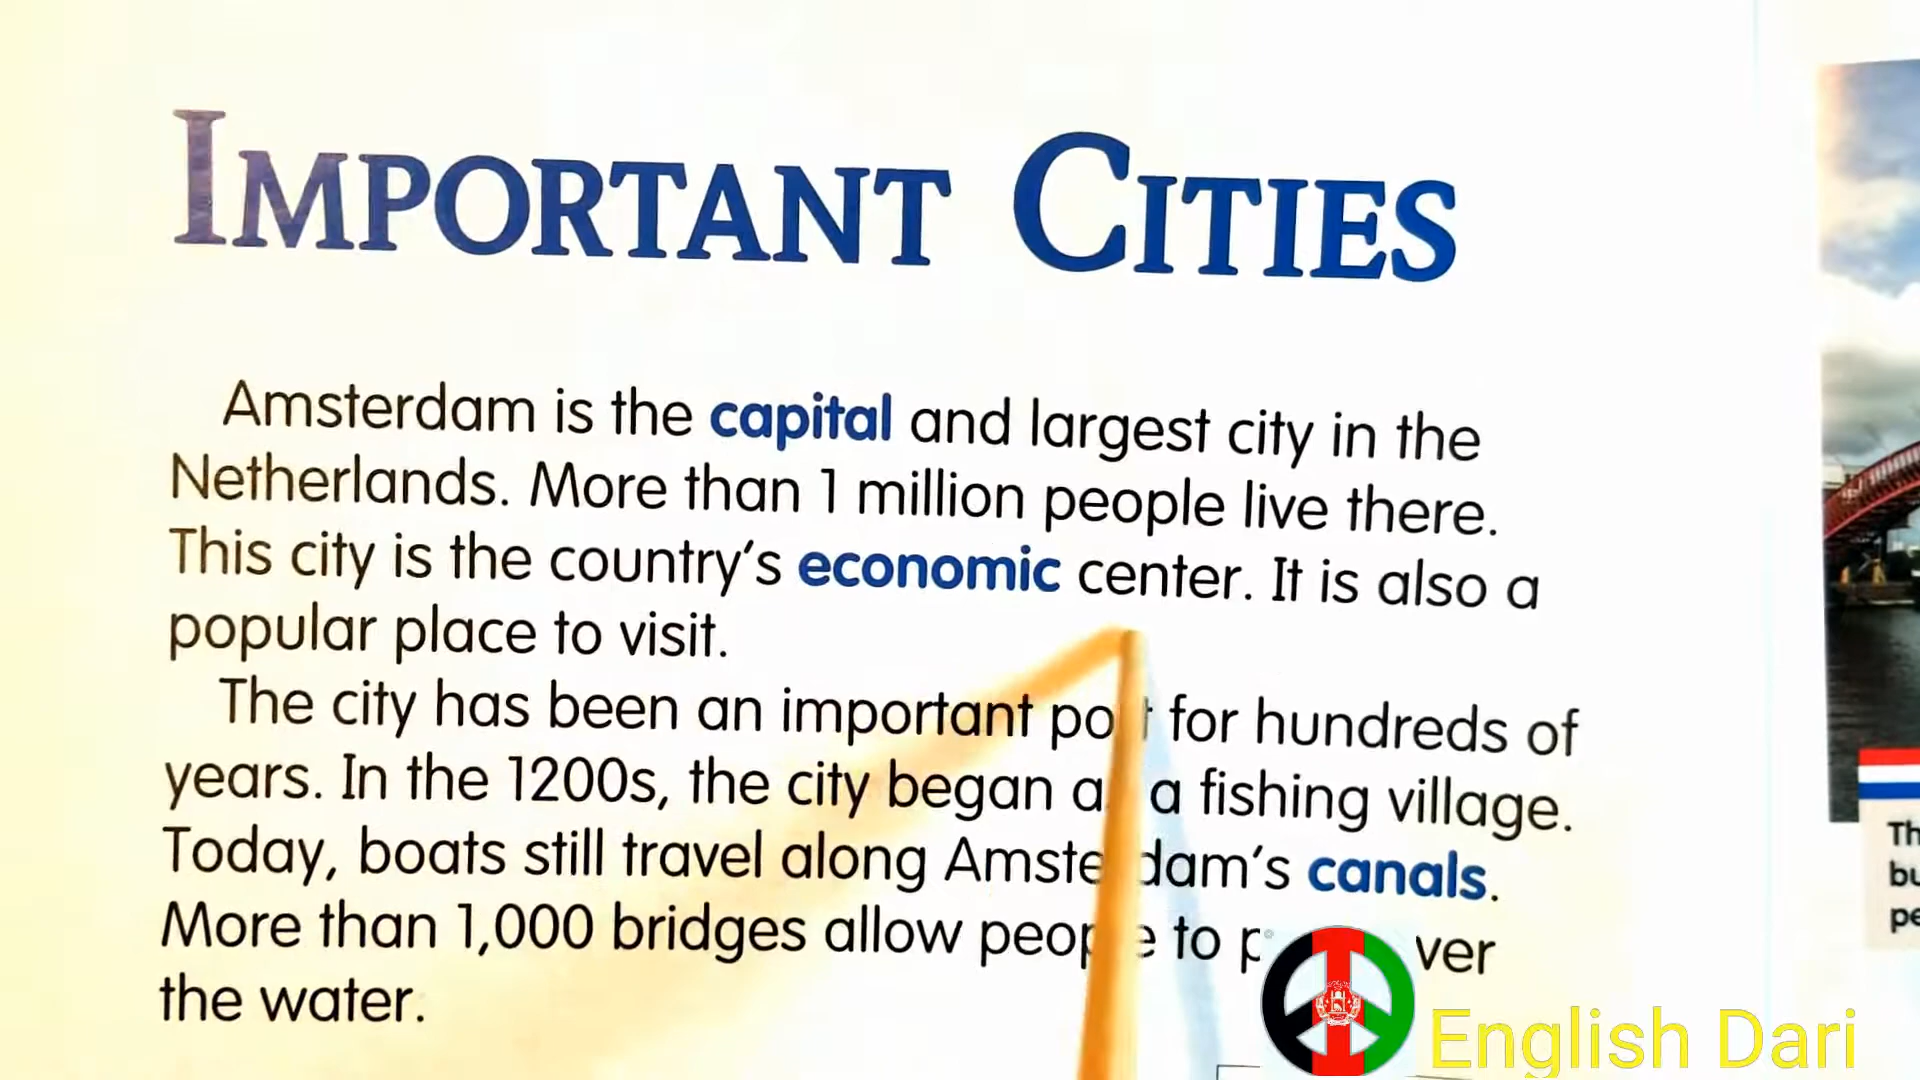 IMPORTANT CITIES
Amsterdam is the capital and largest city in the
Netherlands. More than 1 million people live there.
This city is the country's economic center. It is also a
popular place to visit.
The city has been an important for hundreds of
years. In the 1200s, the city began a fishing village.
Today, boats still travel along Amsterdam's canals.
More than 1,000 bridges allow people to
the water.
English Dari